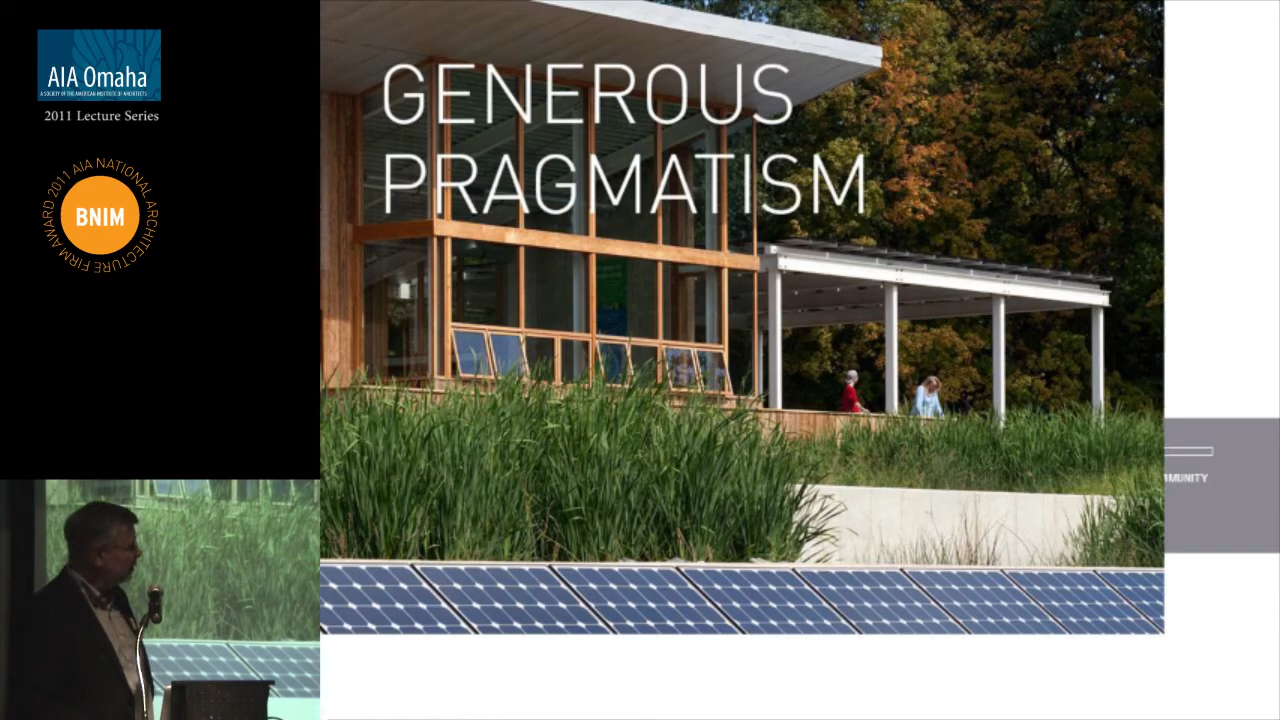 AIA Omaha
A SOCIETY OF THE AMERICAN INSTITUTE OF ARCHITECTS
2011 Lecture Series
2011 AIA NATIONAL ARCHITECTURE FIRM AWARD
BNIM
GENEROUS
PRAGMATISM
MUNITY